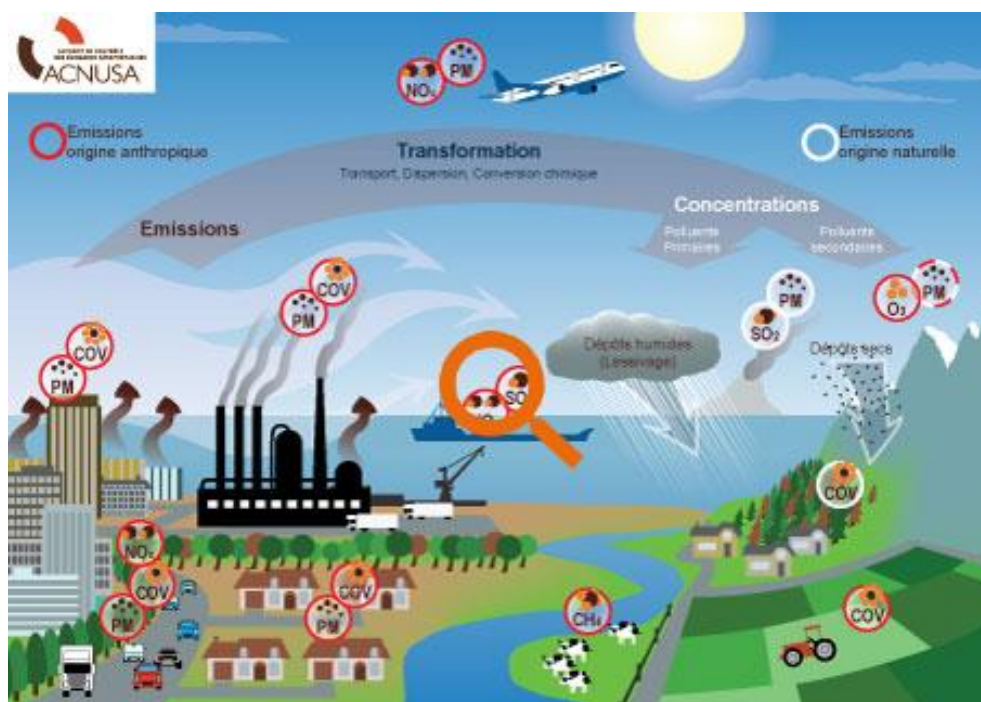 ACNUSA
NOₓ
PM
Emissions
origine anthropique
Emissions
origine naturelle
Transformation
Transport, Dispersion, Conversion chimique
Emissions
Concentrations
Polluants
Primaires
Polluants
secondaires
COV
PM
COV
PM
PM
SO₂
O₃
PM
Dépôts humides
(Lessivage)
Dépôts secs
SO
COV
NOₓ
COV
PM
COV
PM
CH₄
COV